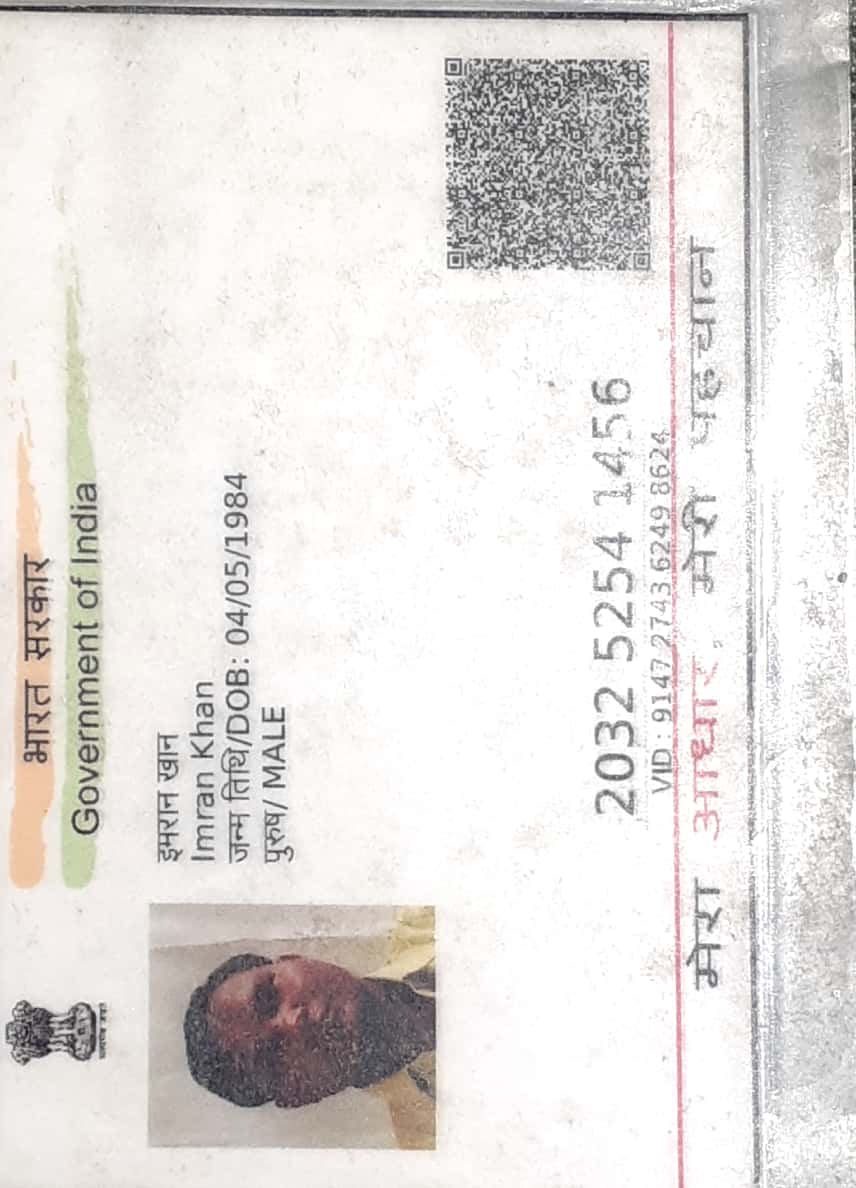 भारत सरकार
Government of India
इमरान खान
Imran Khan
जन्म तिथि/DOB: 04/05/1984
पुरुष/ MALE
2032 5254 1456
VID : 9147 2743 6249 8624
मेरा आधार, मेरी पहचान